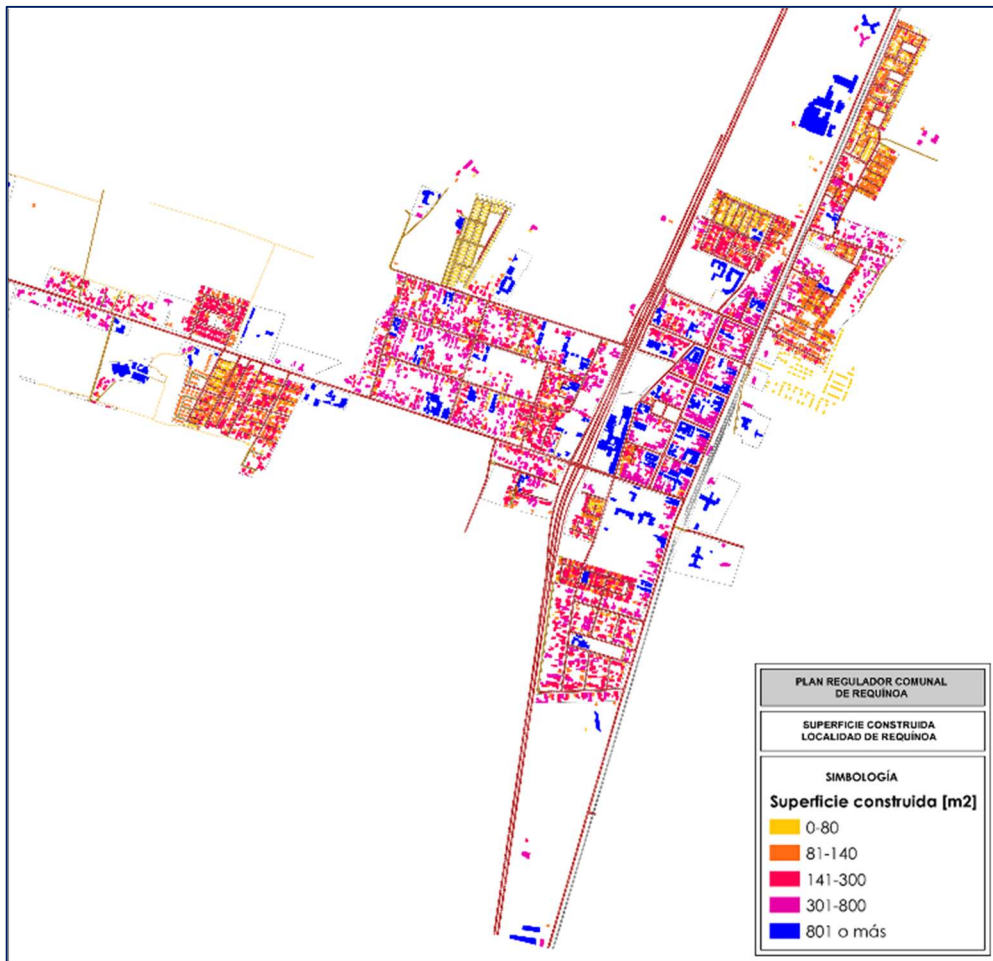 PLAN REGULADOR COMUNAL
DE REQUÍNOA
SUPERFICIE CONSTRUIDA
LOCALIDAD DE REQUÍNOA
SIMBOLOGÍA
Superficie construida [m2]
0-80
81-140
141-300
301-800
801 o más